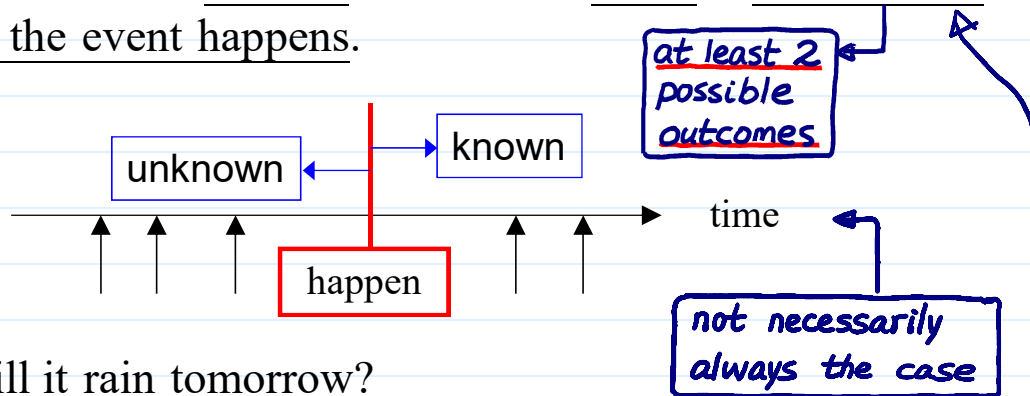 the event happens.
at least 2
possible
outcomes
known
unknown
time
happen
not necessarily
always the case
ill it rain tomorrow?